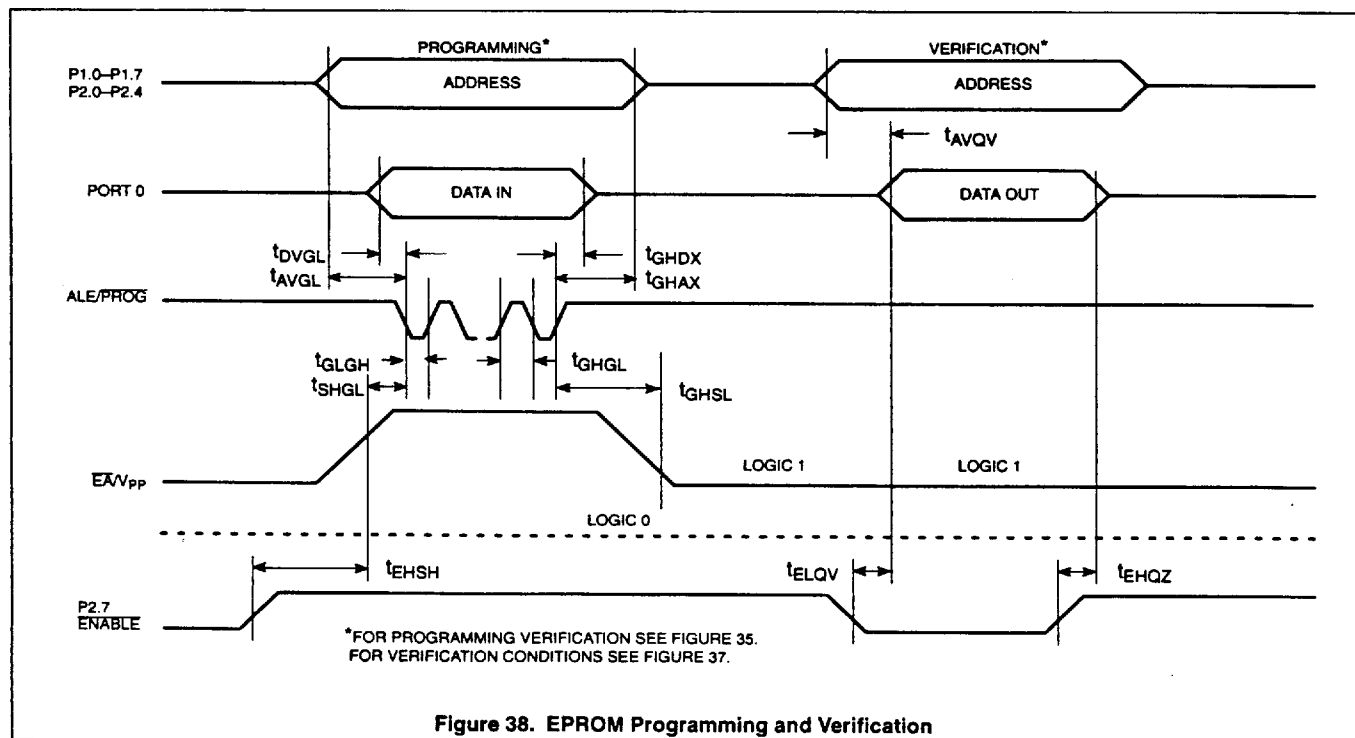 PROGRAMMING*
VERIFICATION*
P1.0–P1.7
P2.0–P2.4
ADDRESS
ADDRESS
tAVQV
PORT 0
DATA IN
DATA OUT
tDVGL
tGHDX
tAVGL
tGHAX
ALE/PROG
tGLGH
tGHGL
tSHGL
tGHSL
EA/VPP
LOGIC 1
LOGIC 1
LOGIC 0
tEHSH
tELQV
tEHQZ
P2.7
ENABLE
*FOR PROGRAMMING VERIFICATION SEE FIGURE 35.
FOR VERIFICATION CONDITIONS SEE FIGURE 37.
Figure 38. EPROM Programming and Verification